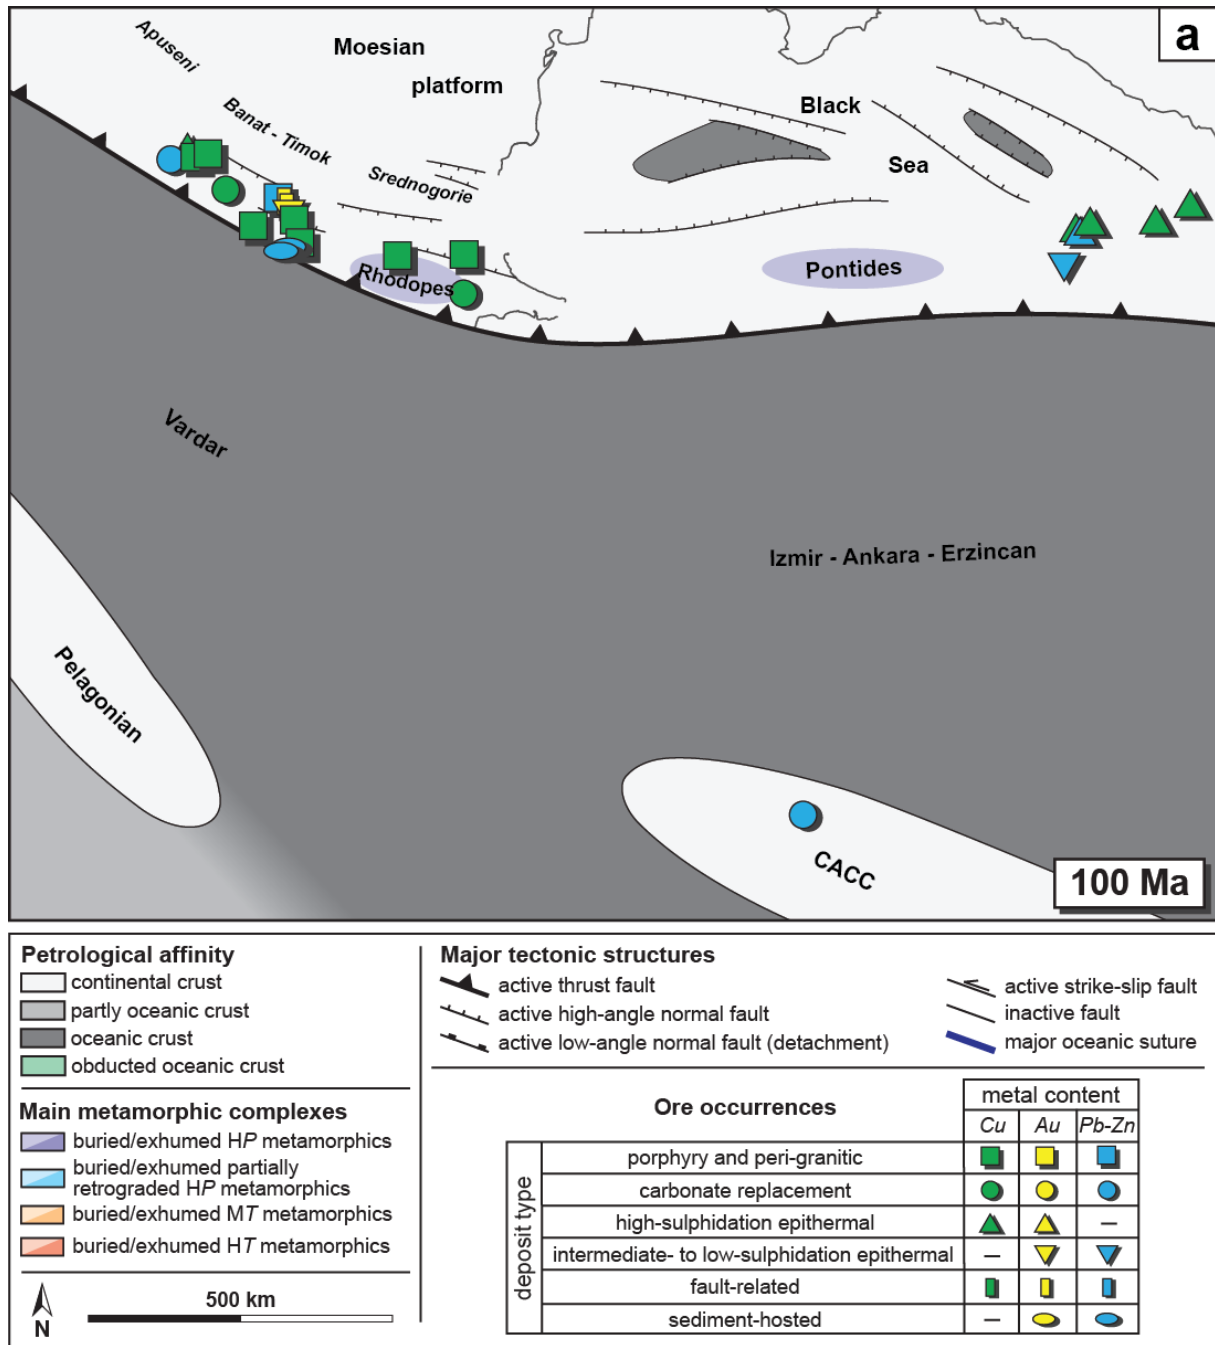 a
Apuseni
Moesian
platform
Banat - Timok
Srednogorie
Black
Sea
Rhodopes
Pontides
Vardar
Izmir - Ankara - Erzincan
Pelagonian
CACC
100 Ma
Petrological affinity
continental crust
partly oceanic crust
oceanic crust
obducted oceanic crust
Main metamorphic complexes
buried/exhumed HP metamorphics
buried/exhumed partially
retrograded HP metamorphics
buried/exhumed MT metamorphics
buried/exhumed HT metamorphics
N
500 km
Major tectonic structures
active thrust fault
active high-angle normal fault
active low-angle normal fault (detachment)
active strike-slip fault
inactive fault
major oceanic suture
Ore occurrences
metal content
Cu Au Pb-Zn
deposit type
porphyry and peri-granitic
carbonate replacement
high-sulphidation epithermal –
intermediate- to low-sulphidation epithermal –
fault-related
sediment-hosted –